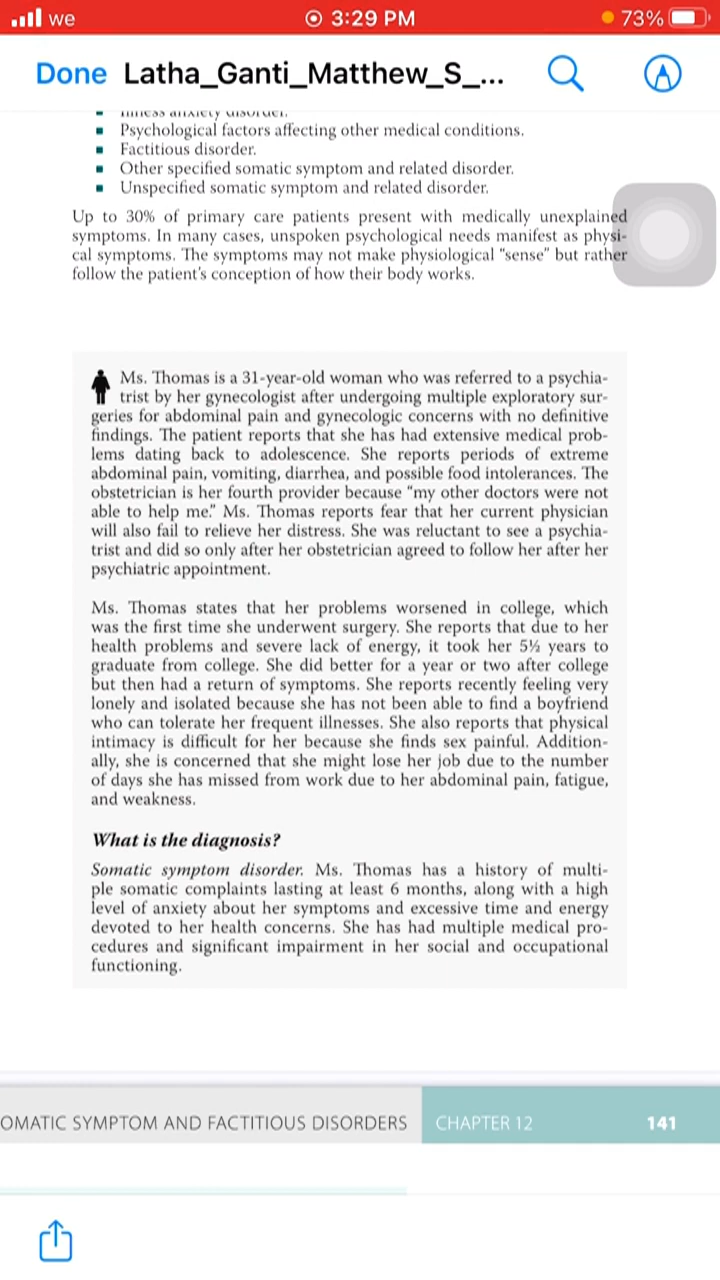 we
3:29 PM
73%
Done Latha_Ganti_Matthew_S_...
Illness anxiety disorder.
Psychological factors affecting other medical conditions.
Factitious disorder.
Other specified somatic symptom and related disorder.
Unspecified somatic symptom and related disorder.
Up to 30% of primary care patients present with medically unexplained
symptoms. In many cases, unspoken psychological needs manifest as physi-
cal symptoms. The symptoms may not make physiological "sense" but rather
follow the patient's conception of how their body works.
Ms. Thomas is a 31-year-old woman who was referred to a psychia-
trist by her gynecologist after undergoing multiple exploratory sur-
geries for abdominal pain and gynecologic concerns with no definitive
findings. The patient reports that she has had extensive medical prob-
lems dating back to adolescence. She reports periods of extreme
abdominal pain, vomiting, diarrhea, and possible food intolerances. The
obstetrician is her fourth provider because "my other doctors were not
able to help me." Ms. Thomas reports fear that her current physician
will also fail to relieve her distress. She was reluctant to see a psychia-
trist and did so only after her obstetrician agreed to follow her after her
psychiatric appointment.
Ms. Thomas states that her problems worsened in college, which
was the first time she underwent surgery. She reports that due to her
health problems and severe lack of energy, it took her 5½ years to
graduate from college. She did better for a year or two after college
but then had a return of symptoms. She reports recently feeling very
lonely and isolated because she has not been able to find a boyfriend
who can tolerate her frequent illnesses. She also reports that physical
intimacy is difficult for her because she finds sex painful. Addition-
ally, she is concerned that she might lose her job due to the number
of days she has missed from work due to her abdominal pain, fatigue,
and weakness.
What is the diagnosis?
Somatic symptom disorder. Ms. Thomas has a history of multi-
ple somatic complaints lasting at least 6 months, along with a high
level of anxiety about her symptoms and excessive time and energy
devoted to her health concerns. She has had multiple medical pro-
cedures and significant impairment in her social and occupational
functioning.
OMATIC SYMPTOM AND FACTITIOUS DISORDERS CHAPTER 12 141